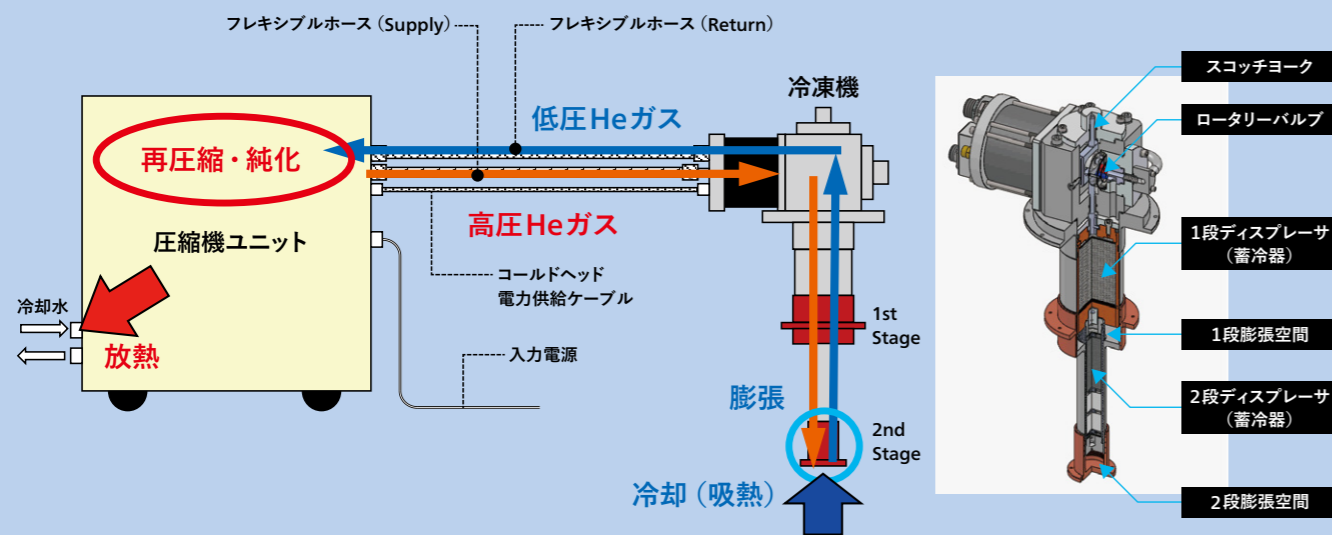 フレキシブルホース（Supply）
フレキシブルホース（Return）
冷凍機
低圧Heガス
再圧縮・純化
高圧Heガス
圧縮機ユニット
コールドヘッド
電力供給ケーブル
冷却水
放熱
入力電源
1st
Stage
膨張
2nd
Stage
冷却（吸熱）
スコッチヨーク
ロータリーバルブ
1段ディスプレーサ
（蓄冷器）
1段膨張空間
2段ディスプレーサ
（蓄冷器）
2段膨張空間